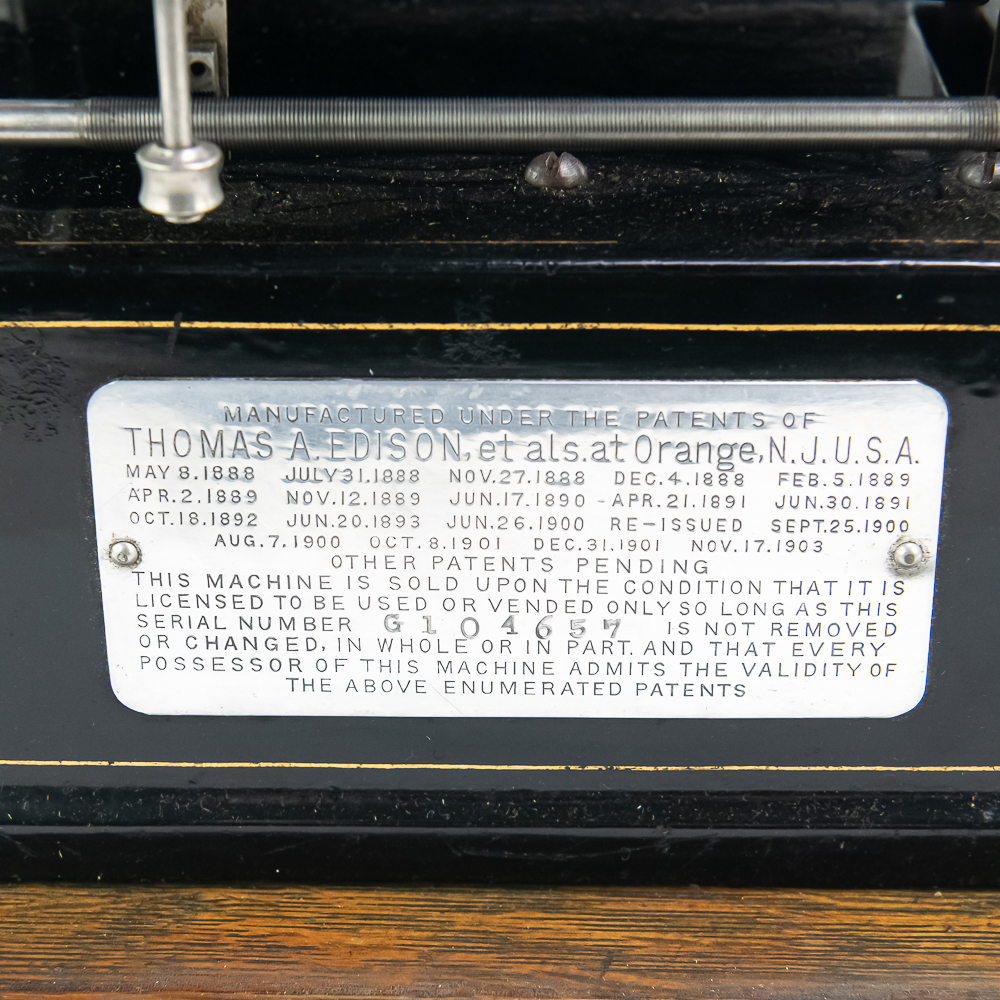 MANUFACTURED UNDER THE PATENTS OF
THOMAS A. EDISON, et als. at Orange, N.J.U.S.A.
MAY 8.1888 JULY 31.1888 NOV.27.1888 DEC.4.1888 FEB.5.1889
APR.2.1889 NOV.12.1889 JUN.17.1890 - APR.21.1891 JUN.30.1891
OCT.18.1892 JUN.20.1893 JUN.26.1900 RE-ISSUED SEPT.25.1900
AUG.7.1900 OCT.8.1901 DEC.31.1901 NOV.17.1903
OTHER PATENTS PENDING
THIS MACHINE IS SOLD UPON THE CONDITION THAT IT IS
LICENSED TO BE USED OR VENDED ONLY SO LONG AS THIS
SERIAL NUMBER G104657 IS NOT REMOVED
OR CHANGED, IN WHOLE OR IN PART. AND THAT EVERY
POSSESSOR OF THIS MACHINE ADMITS THE VALIDITY OF
THE ABOVE ENUMERATED PATENTS